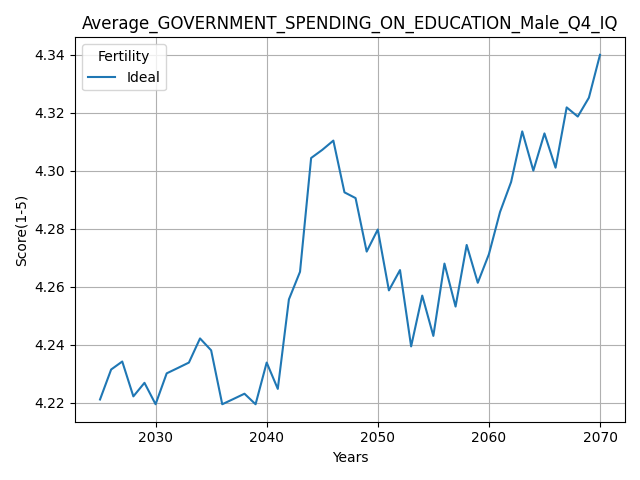 Average_GOVERNMENT_SPENDING_ON_EDUCATION_Male_Q4_IQ
Fertility
Ideal
Score(1-5)
4.34
4.32
4.30
4.28
4.26
4.24
4.22
2030
2040
2050
2060
2070
Years